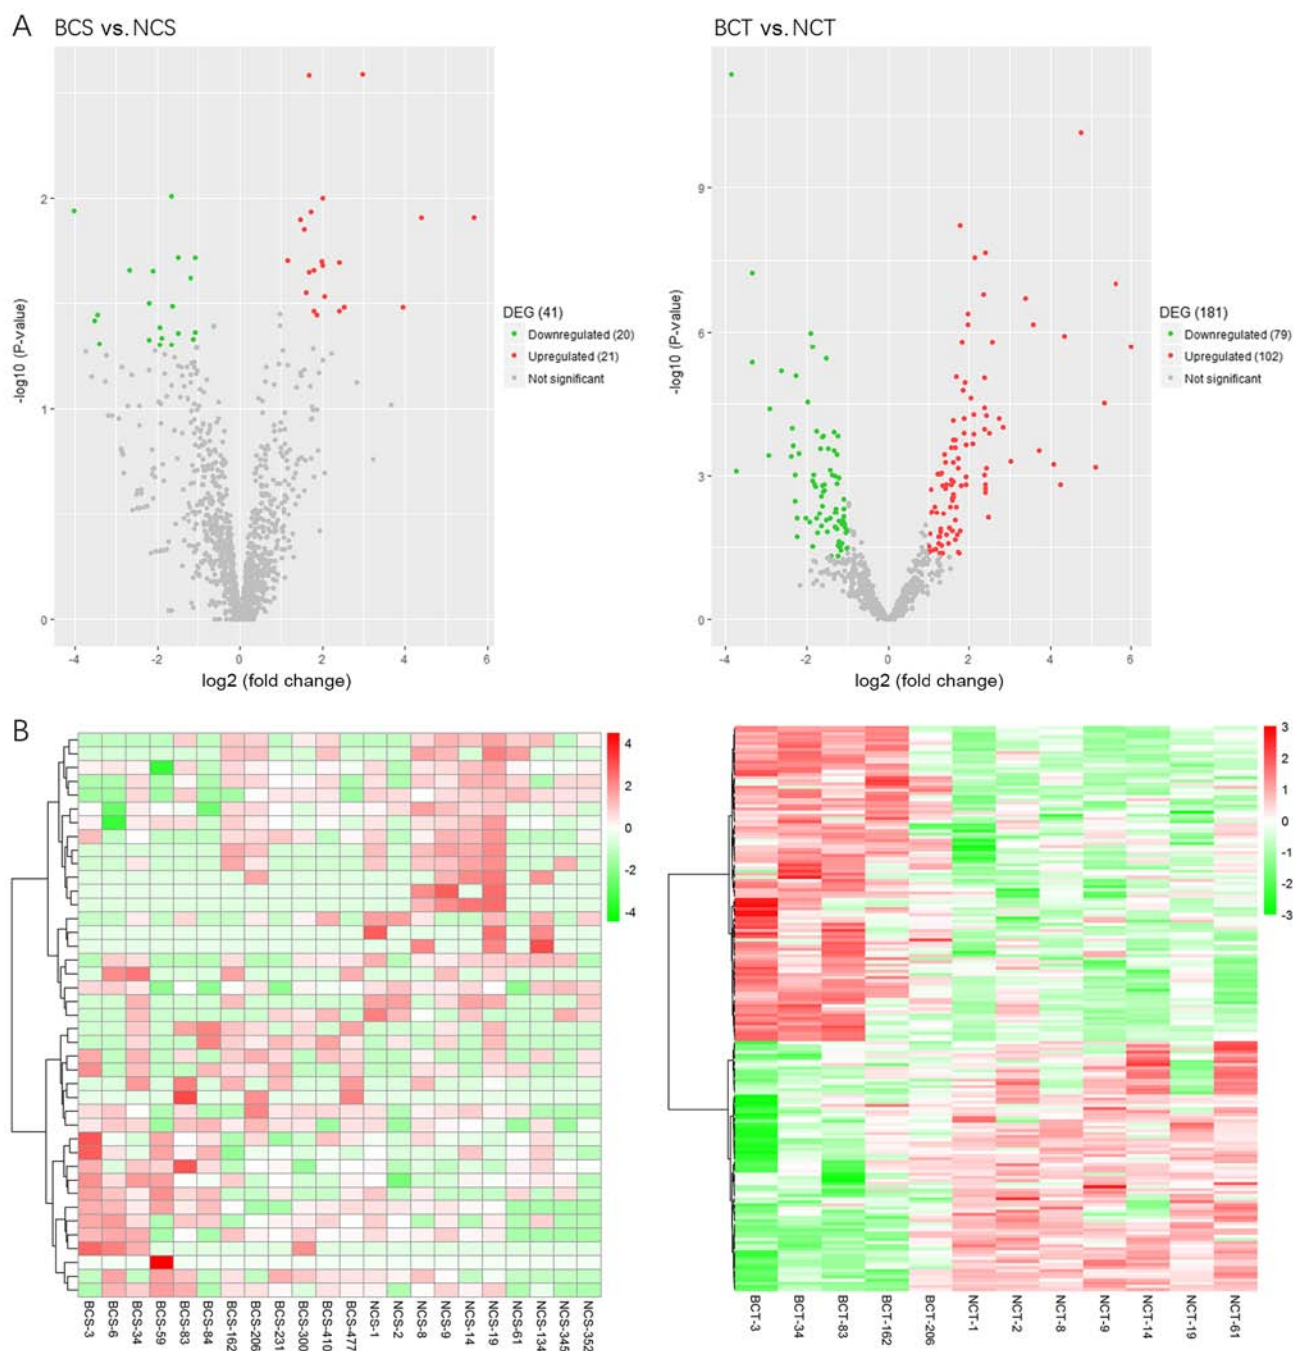 A
BCS vs. NCS
-log10 (P-value)
2
1
0
-4
-2
0
2
4
6
log2 (fold change)
DEG (41)
Downregulated (20)
Upregulated (21)
Not significant
BCT vs. NCT
-log10 (P-value)
9
6
3
0
-4
-2
0
2
4
6
log2 (fold change)
DEG (181)
Downregulated (79)
Upregulated (102)
Not significant
B
4
2
0
-2
-4
BCS-3
BCS-6
BCS-34
BCS-59
BCS-83
BCS-84
BCS-162
BCS-206
BCS-231
BCS-300
BCS-410
BCS-477
NCS-1
NCS-2
NCS-8
NCS-9
NCS-14
NCS-19
NCS-61
NCS-134
NCS-345
NCS-352
3
2
1
0
-1
-2
-3
BCT-3
BCT-34
BCT-83
BCT-162
BCT-206
NCT-1
NCT-2
NCT-8
NCT-9
NCT-14
NCT-19
NCT-61